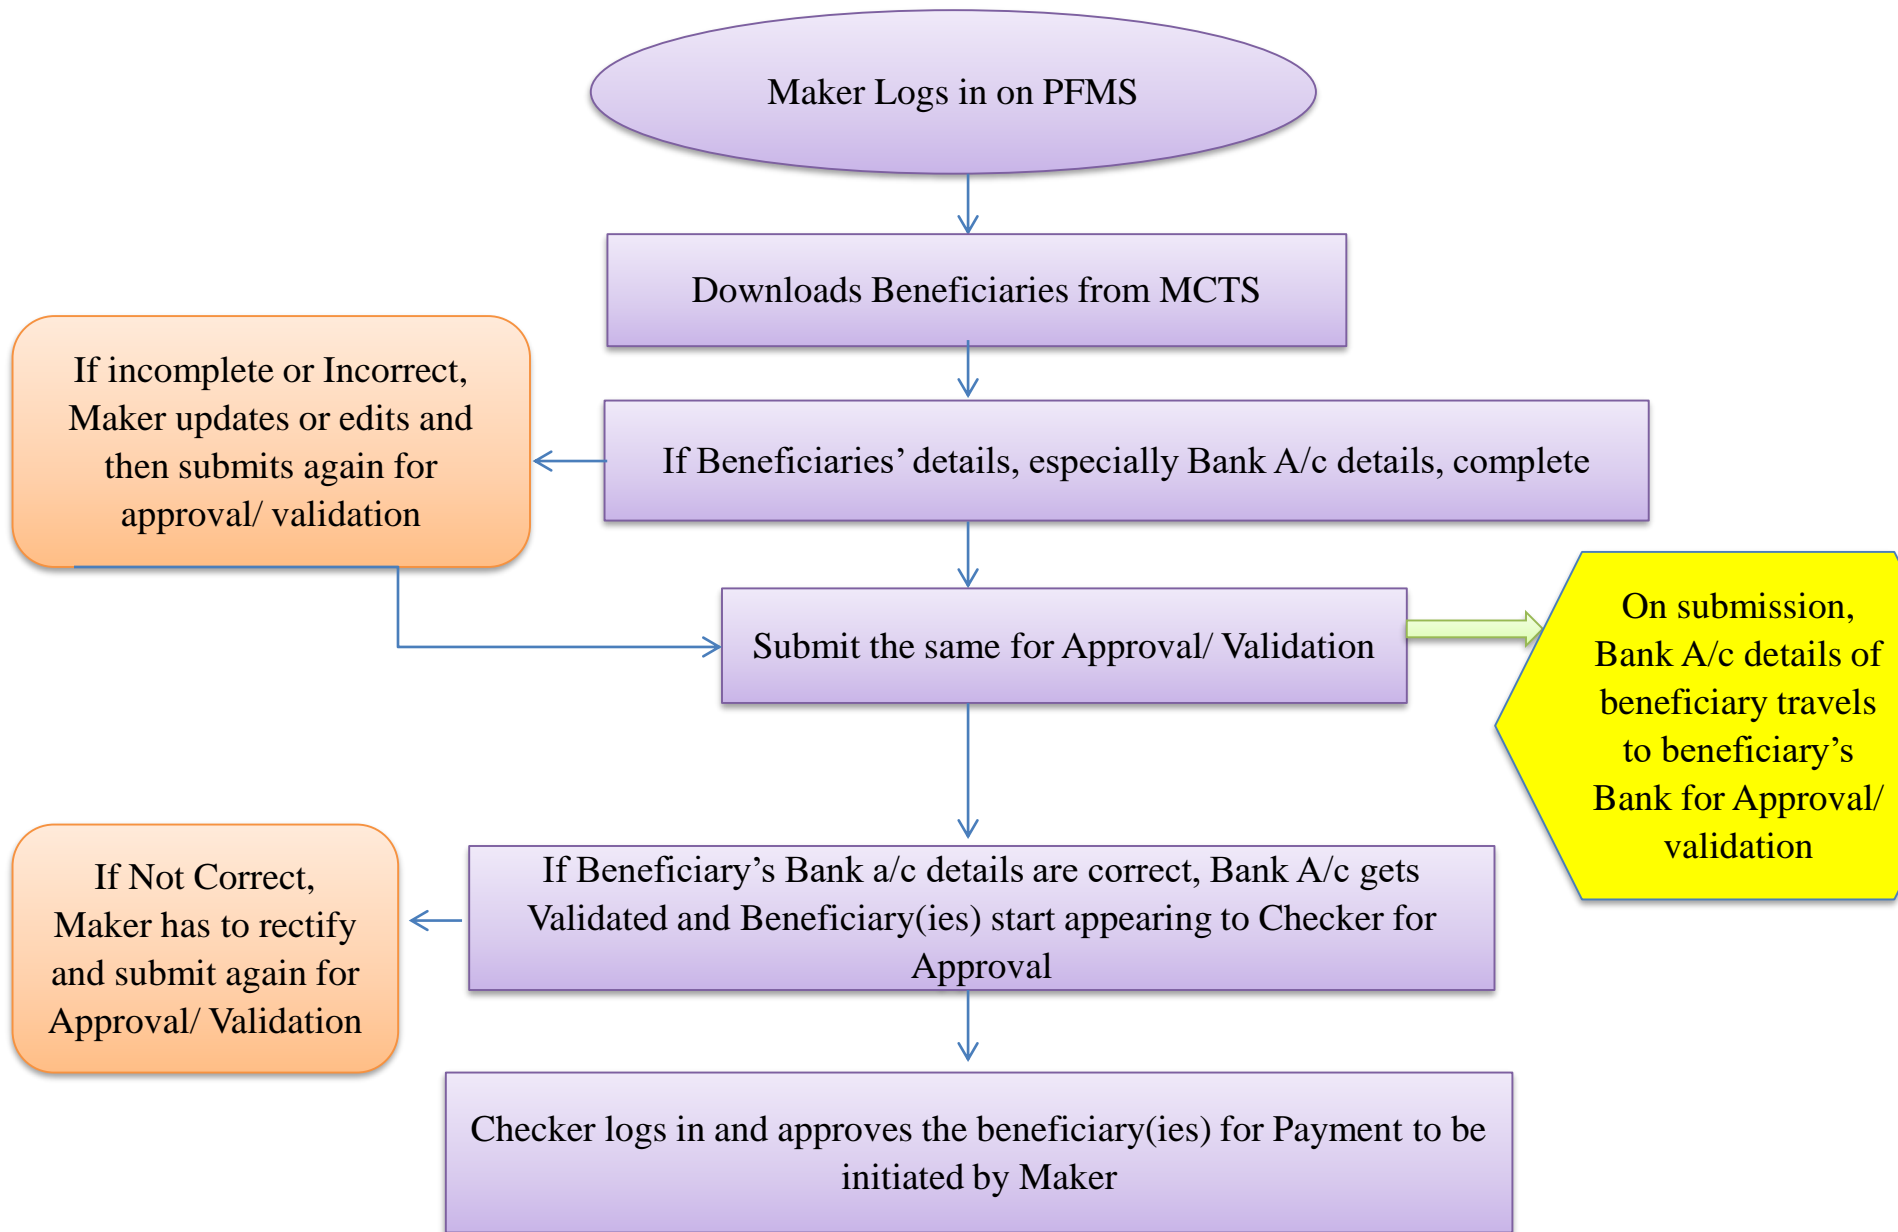 Maker Logs in on PFMS
Downloads Beneficiaries from MCTS
If incomplete or Incorrect,
Maker updates or edits and
then submits again for
approval/ validation
If Beneficiaries’ details, especially Bank A/c details, complete
Submit the same for Approval/ Validation
On submission,
Bank A/c details of
beneficiary travels
to beneficiary’s
Bank for Approval/
validation
If Not Correct,
Maker has to rectify
and submit again for
Approval/ Validation
If Beneficiary’s Bank a/c details are correct, Bank A/c gets
Validated and Beneficiary(ies) start appearing to Checker for
Approval
Checker logs in and approves the beneficiary(ies) for Payment to be
initiated by Maker